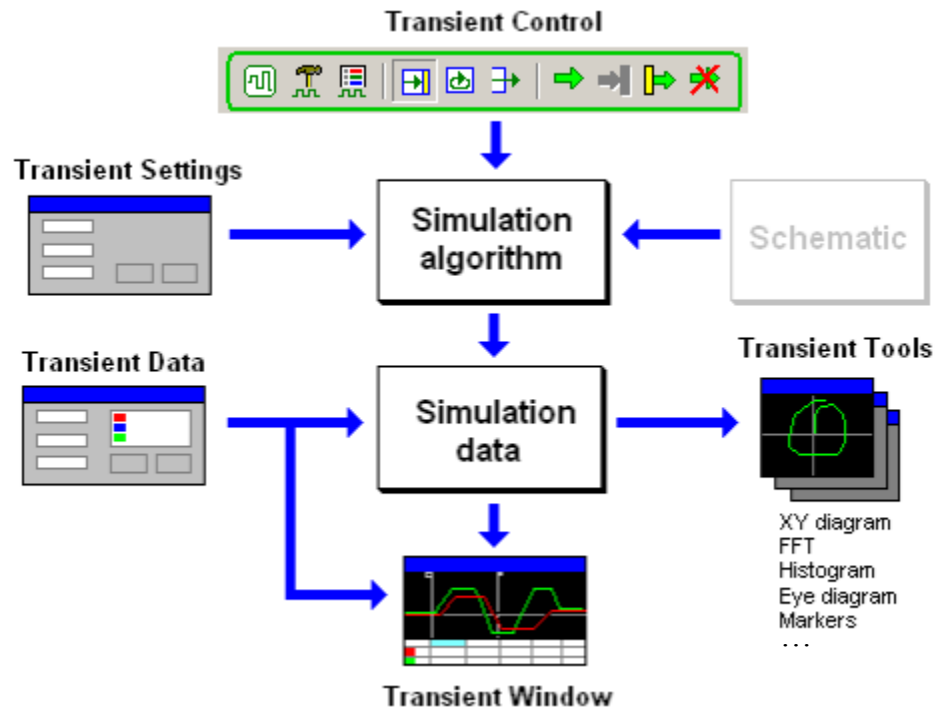 Transient Control
Transient Settings
Simulation
algorithm
Schematic
Transient Data
Simulation
data
Transient Tools
XY diagram
FFT
Histogram
Eye diagram
Markers
...
Transient Window